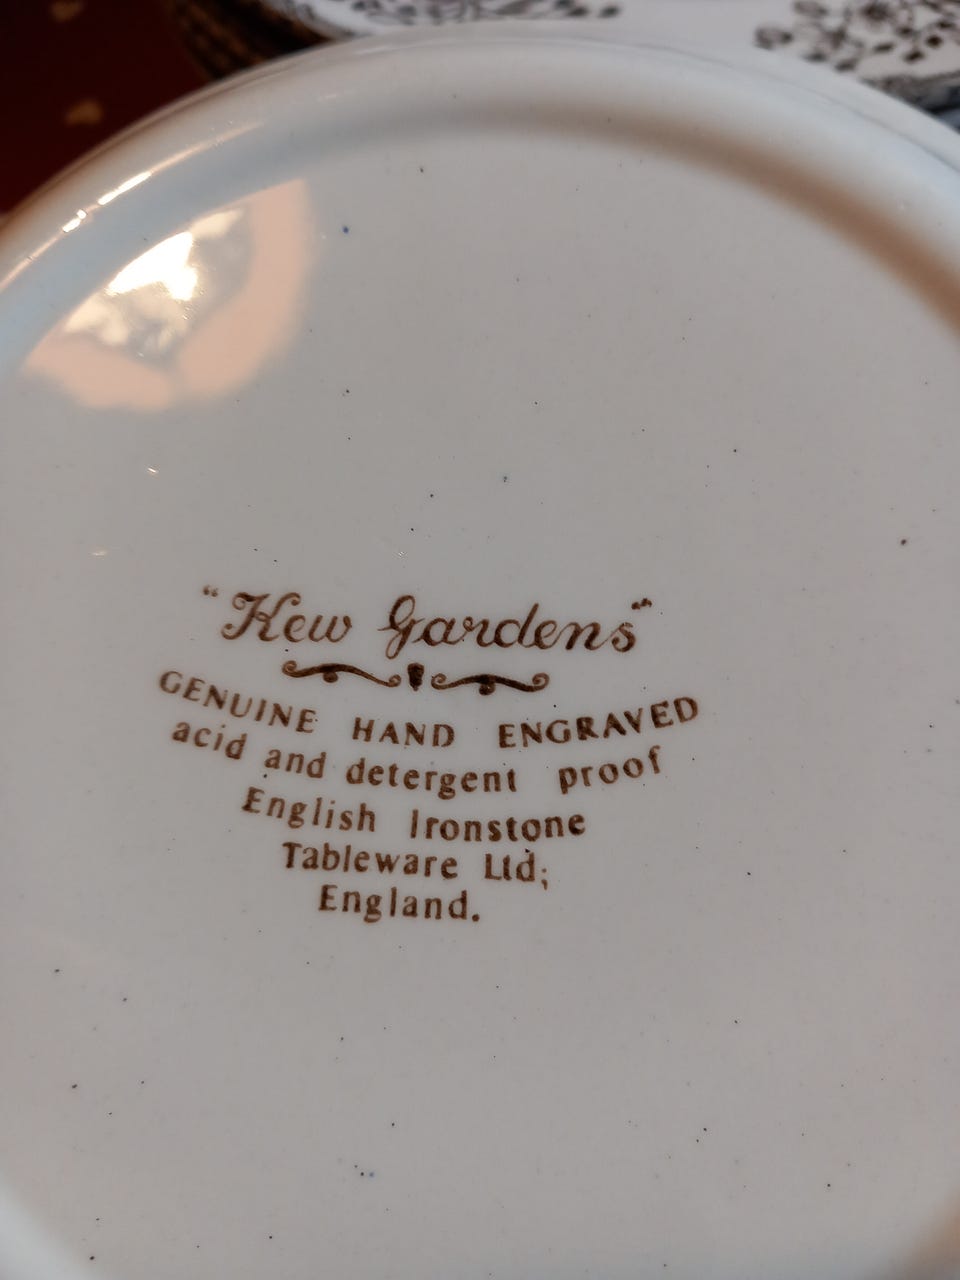 "Kew Gardens"
GENUINE HAND ENGRAVED
acid and detergent proof
English Ironstone
Tableware Ltd;
England.